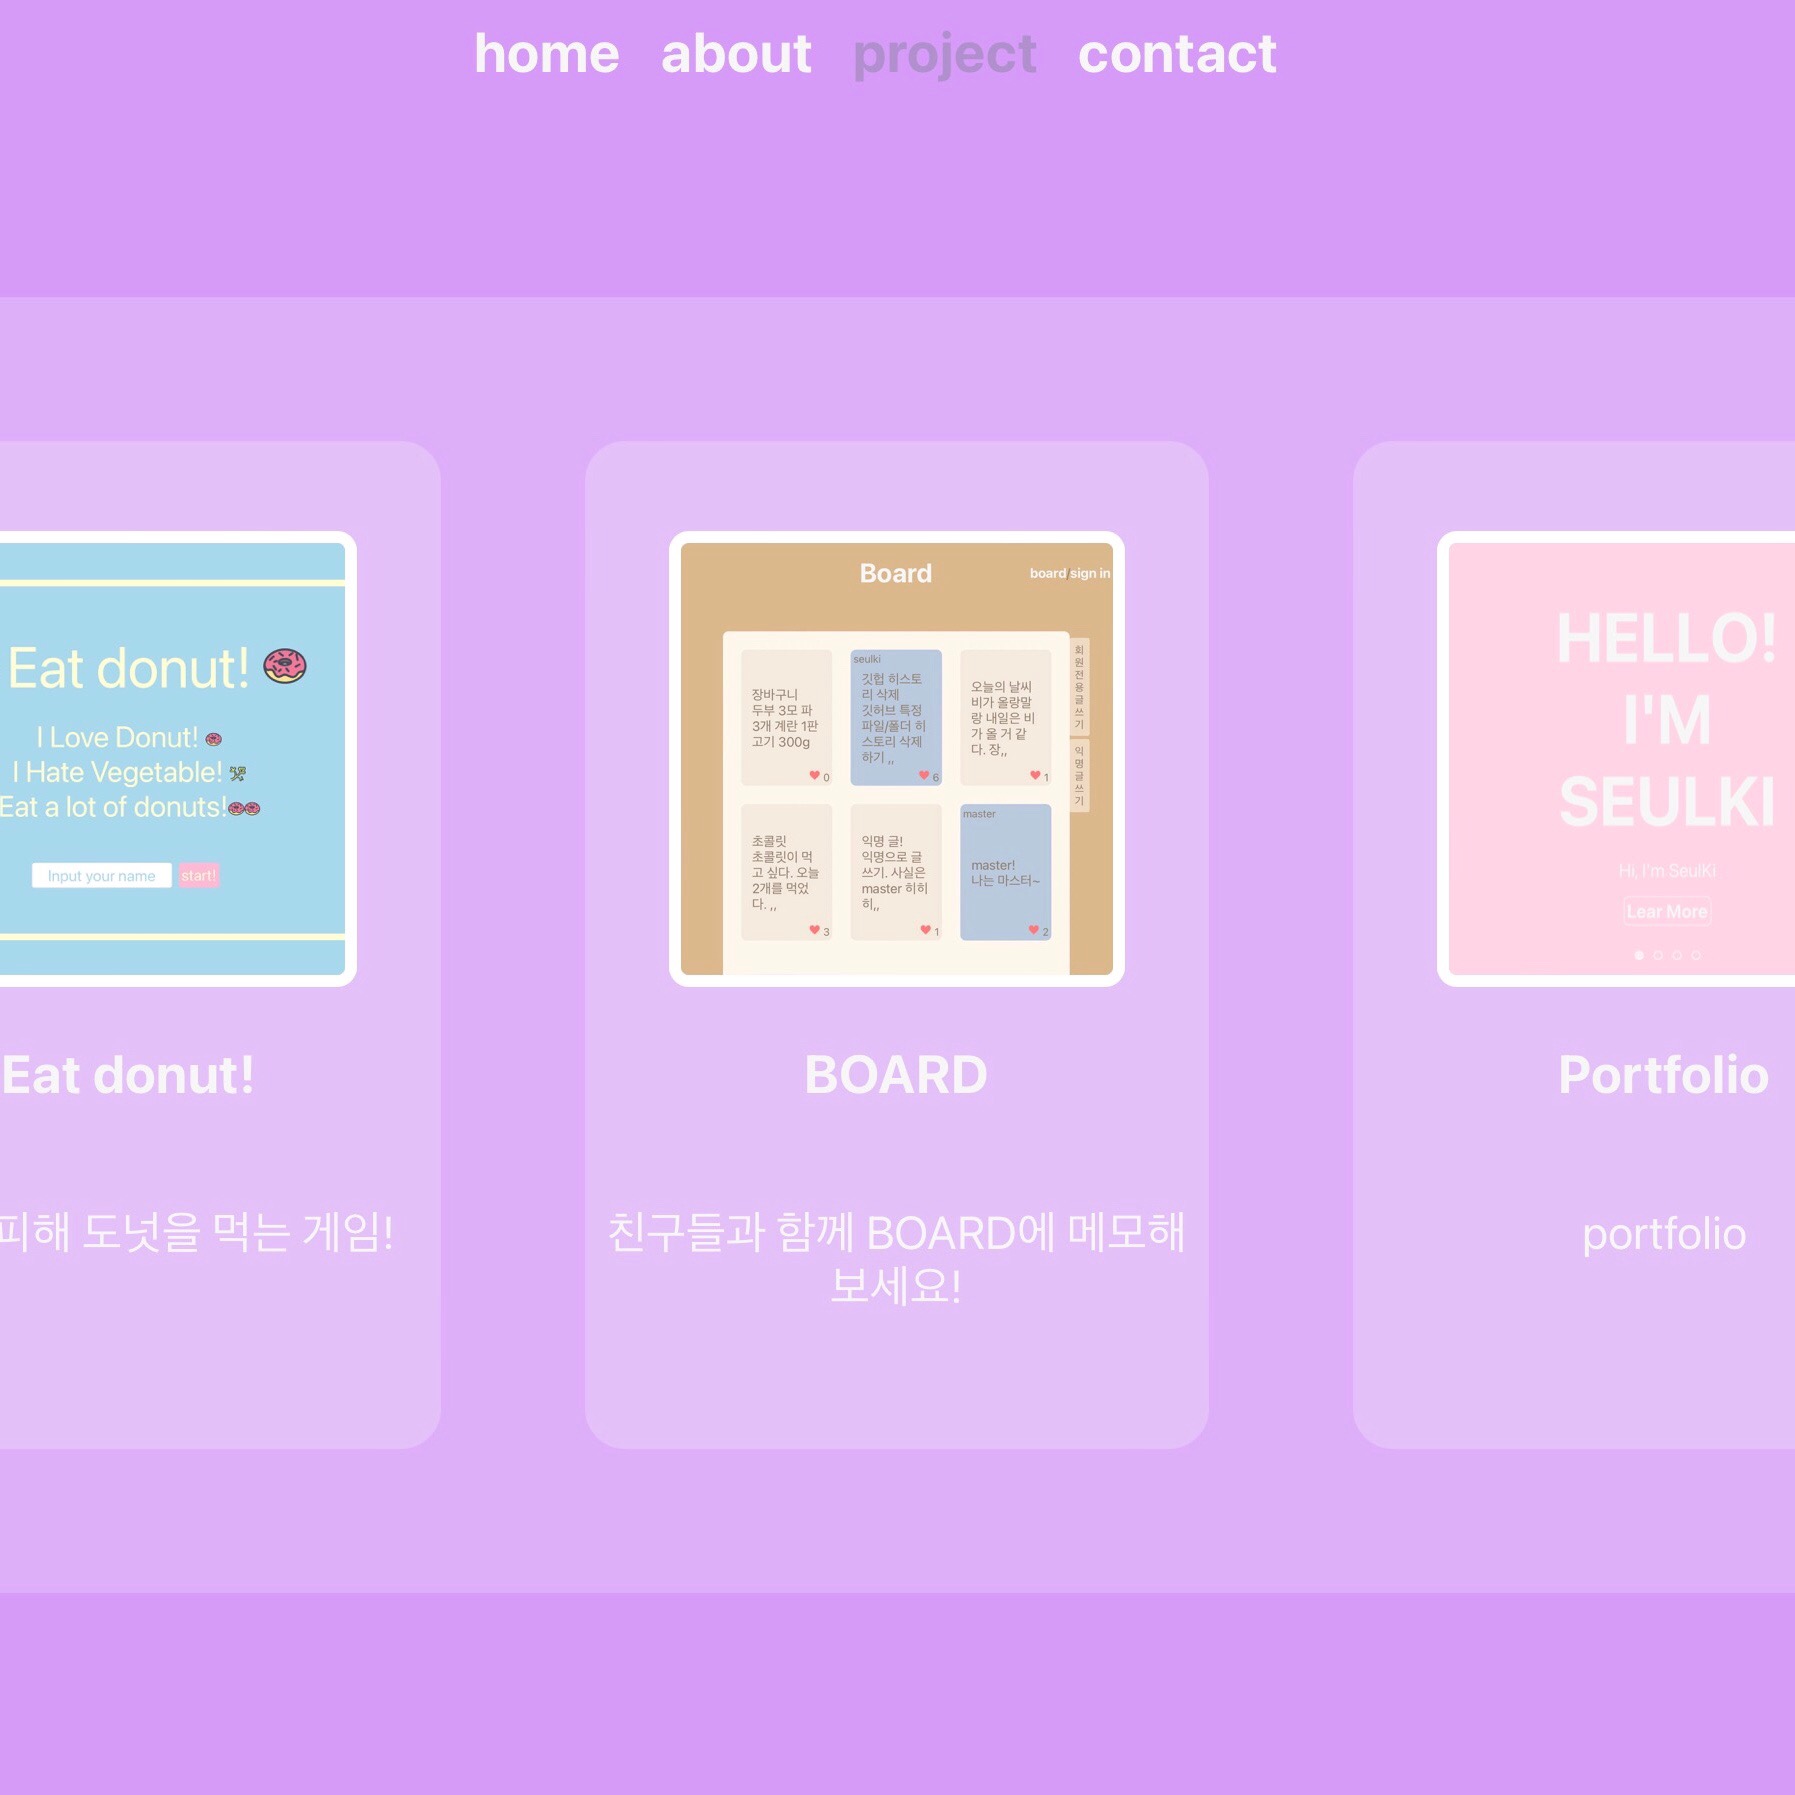 home about project contact
Eat donut!
I Love Donut!
I Hate Vegetable!
Eat a lot of donuts!
Input your name start!
Eat donut!
피해 도넛을 먹는 게임!
Board
board/sign in
장바구니
두부 3모 파
3개 계란 1판
고기 300g
0
seulki
깃헙 히스토
리 삭제
깃허브 특정
파일/폴더 히
스토리 삭제
하기 ,,
6
오늘의 날씨
비가 올랑말
랑 내일은 비
가 올 거 같
다. 장,,
1
회
원
전
용
글
쓰
기
익
명
글
쓰
기
초콜릿
초콜릿이 먹
고 싶다. 오늘
2개를 먹었
다. ,,
3
익명 글!
익명으로 글
쓰기. 사실은
master 히히
히,,
1
master
master!
나는 마스터~
2
BOARD
친구들과 함께 BOARD에 메모해
보세요!
HELLO!
I'M
SEULKI
Hi, I'm SeulKi
Lear More
Portfolio
portfolio